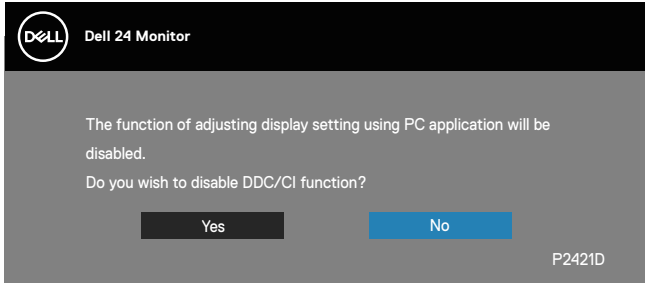 DELL
Dell 24 Monitor
The function of adjusting display setting using PC application will be
disabled.
Do you wish to disable DDC/CI function?
Yes
No
P2421D